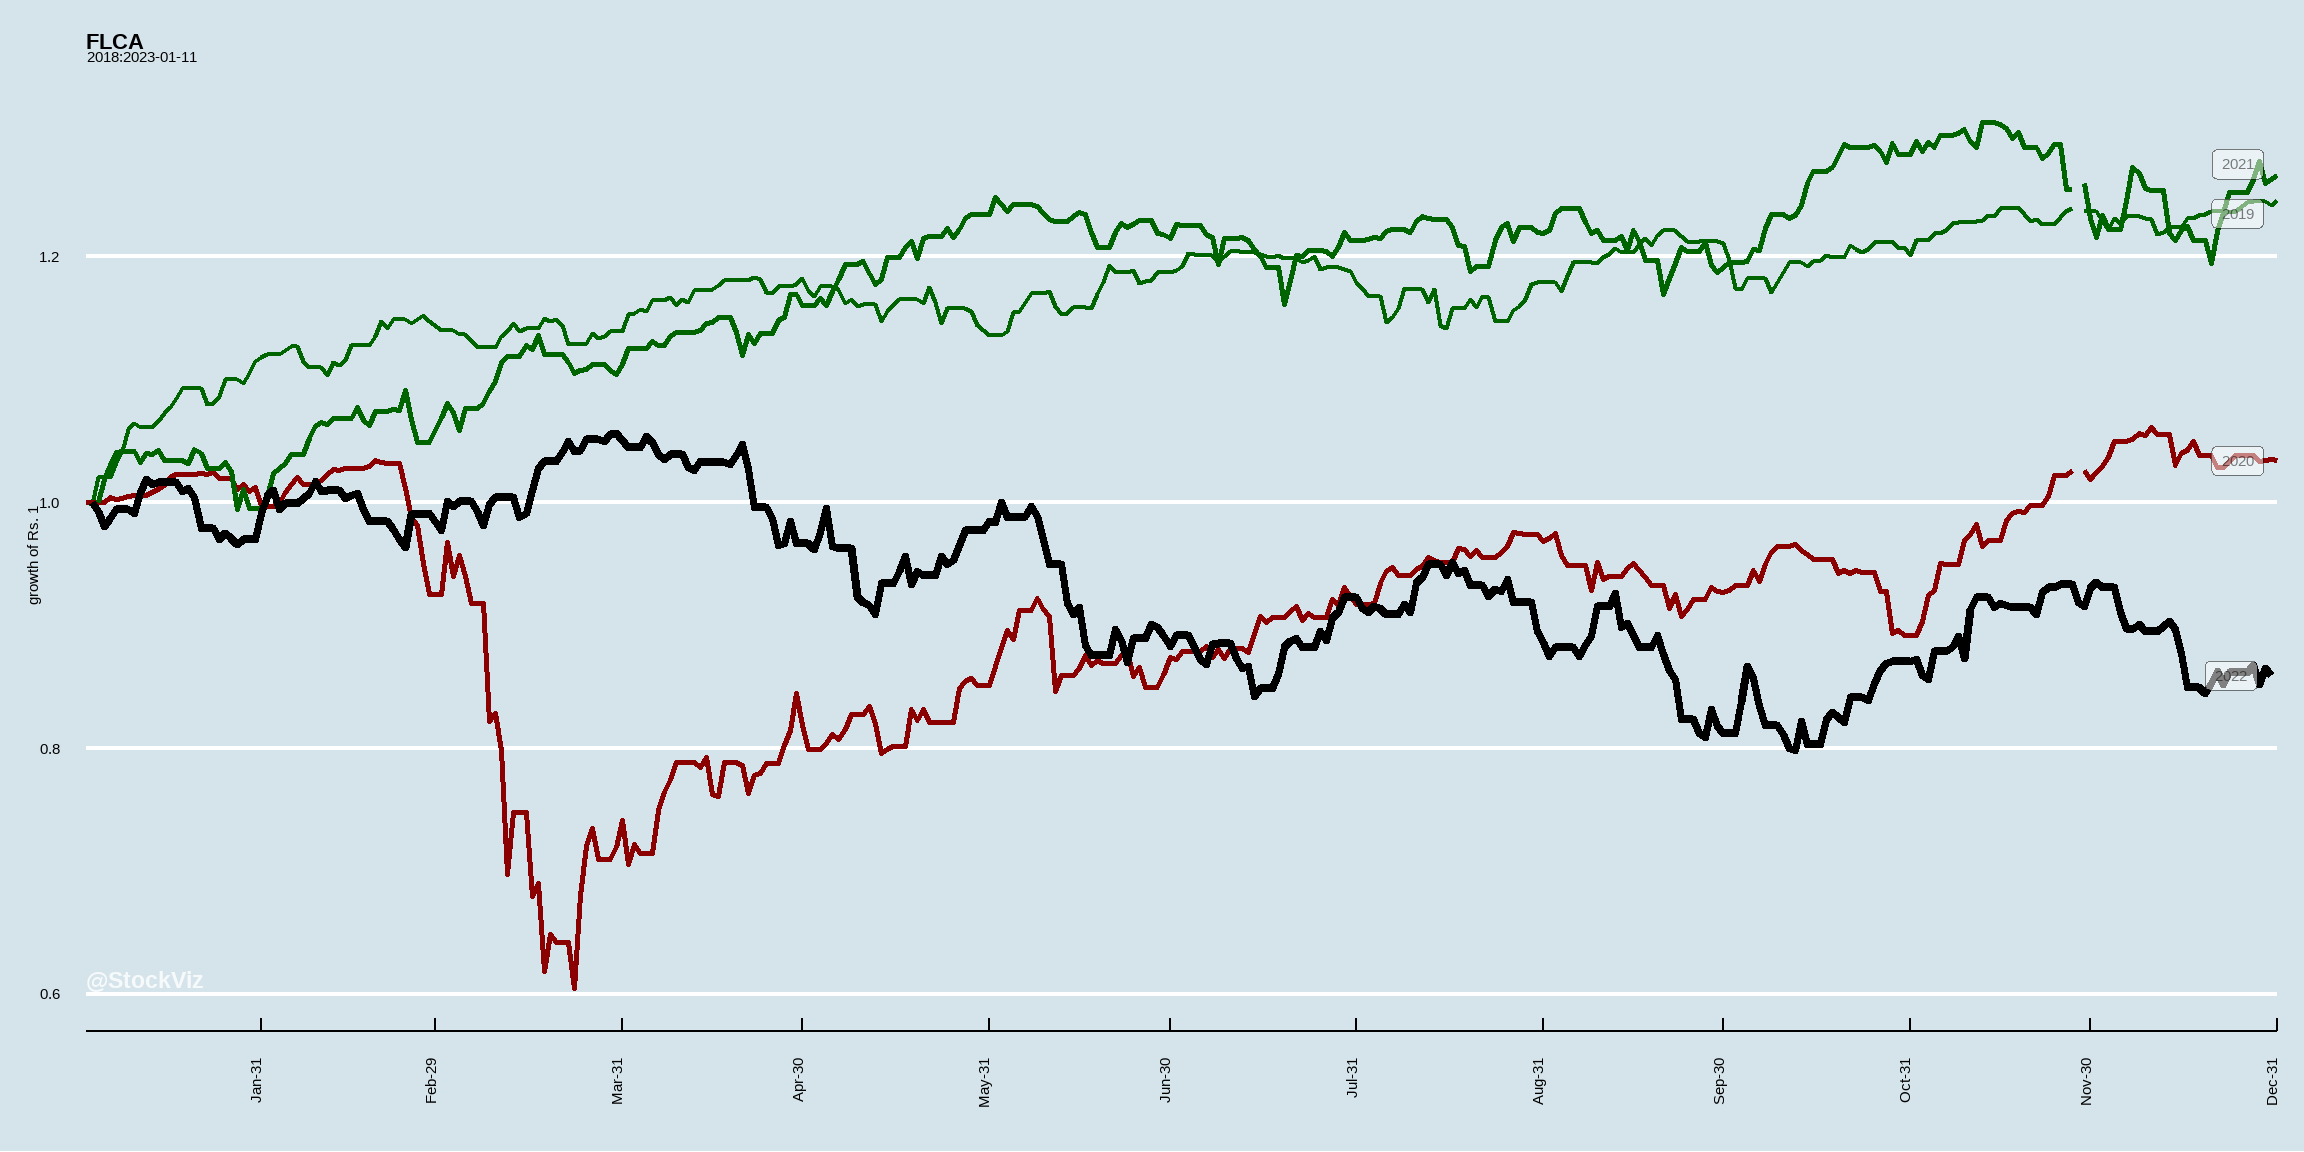 FLCA
2018:2023-01-11
growth of Rs. 1
1.2
1.0
0.8
0.6
2021
2019
2020
2022
@StockViz
Jan-31
Feb-29
Mar-31
Apr-30
May-31
Jun-30
Jul-31
Aug-31
Sep-30
Oct-31
Nov-30
Dec-31